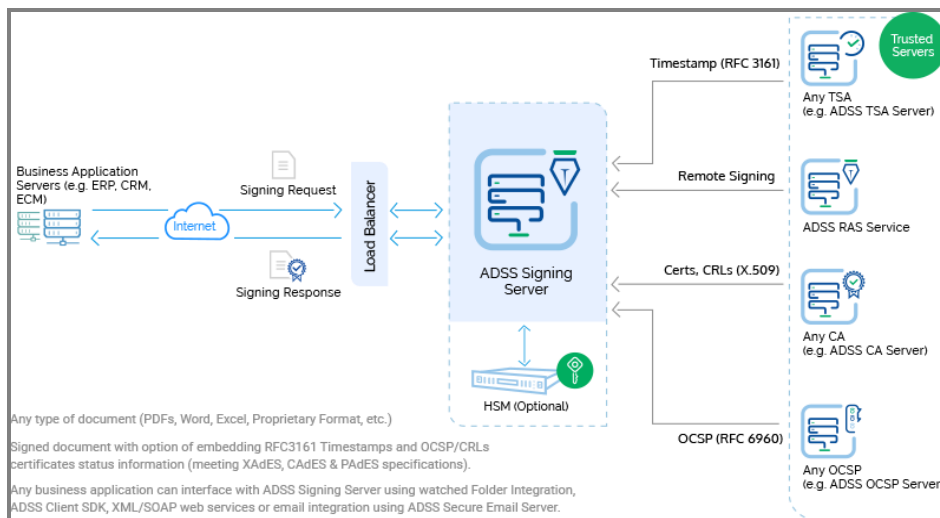 Trusted
Servers
Timestamp (RFC 3161)
Any TSA
(e.g. ADSS TSA Server)
Business Application
Servers (e.g. ERP, CRM,
ECM)
Signing Request
Internet
Signing Response
Load Balancer
ADSS Signing
Server
HSM (Optional)
Remote Signing
ADSS RAS Service
Certs, CRLs (X.509)
Any CA
(e.g. ADSS CA Server)
OCSP (RFC 6960)
Any OCSP
(e.g. ADSS OCSP Server)
Any type of document (PDFs, Word, Excel, Proprietary Format, etc.)
Signed document with option of embedding RFC3161 Timestamps and OCSP/CRLs
certificates status information (meeting XAdES, CAdES & PAdES specifications).
Any business application can interface with ADSS Signing Server using watched Folder Integration,
ADSS Client SDK, XML/SOAP web services or email integration using ADSS Secure Email Server.